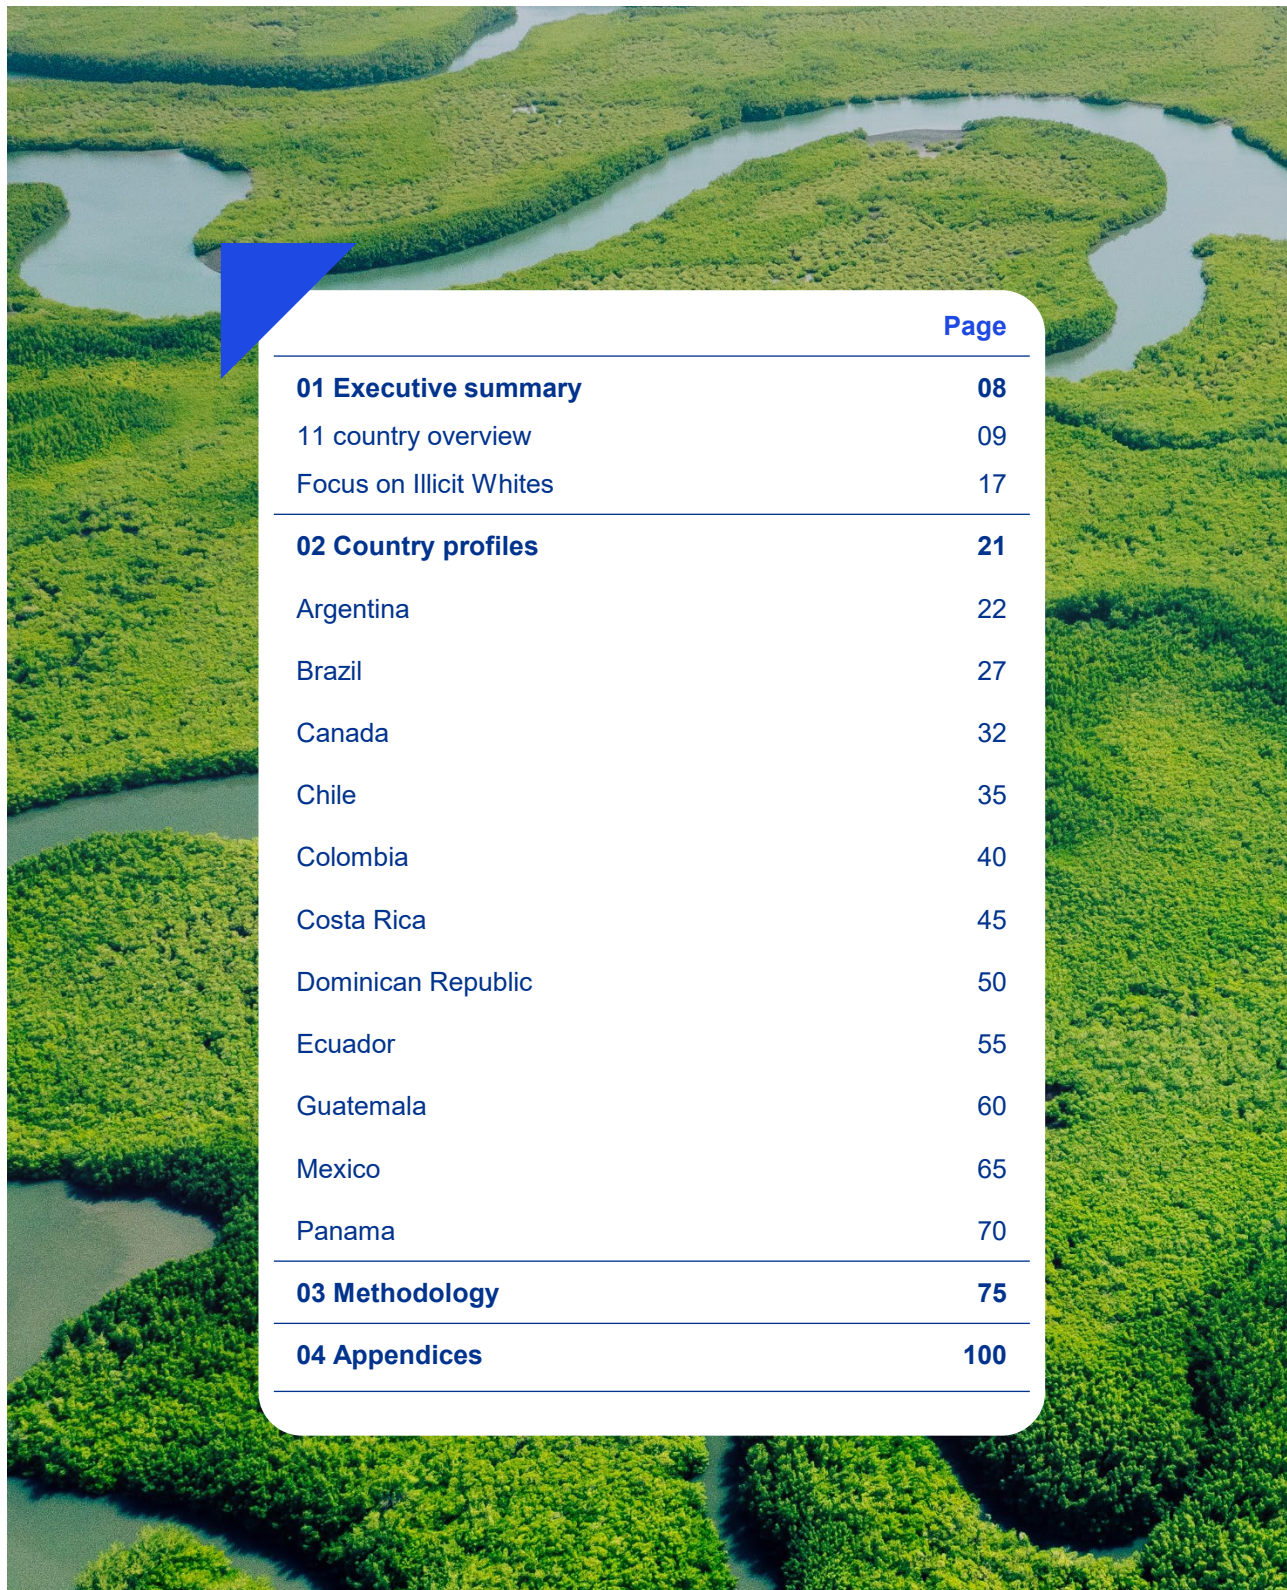 Page
01 Executive summary 08
11 country overview 09
Focus on Illicit Whites 17
02 Country profiles 21
Argentina 22
Brazil 27
Canada 32
Chile 35
Colombia 40
Costa Rica 45
Dominican Republic 50
Ecuador 55
Guatemala 60
Mexico 65
Panama 70
03 Methodology 75
04 Appendices 100